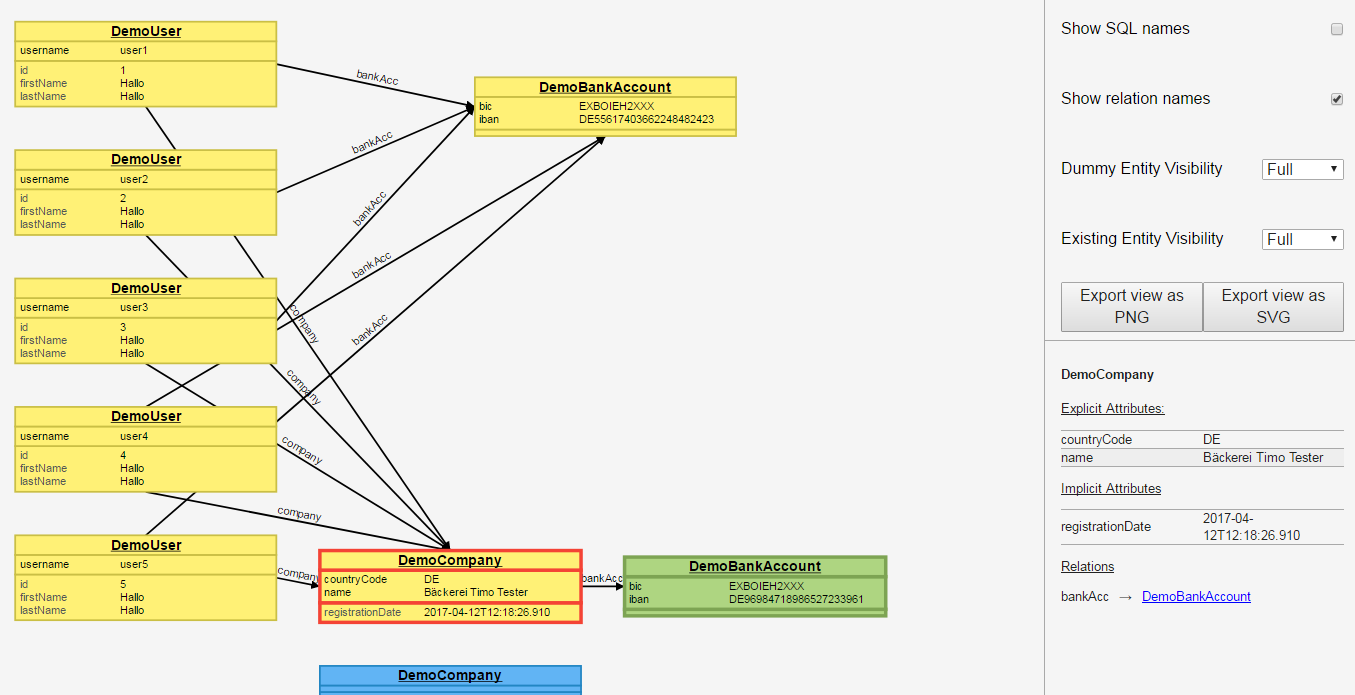 DemoUser
username user1
id 1
firstName Hallo
lastName Hallo
DemoUser
username user2
id 2
firstName Hallo
lastName Hallo
DemoUser
username user3
id 3
firstName Hallo
lastName Hallo
DemoUser
username user4
id 4
firstName Hallo
lastName Hallo
DemoUser
username user5
id 5
firstName Hallo
lastName Hallo
bankAcc
bankAcc
bankAcc
bankAcc
bankAcc
company
company
company
company
company
DemoBankAccount
bic EXBOIEH2XXX
iban DE55617403662248482423
DemoCompany
countryCode DE
name Bäckerei Timo Tester
registrationDate 2017-04-12T12:18:26.910
bankAcc
DemoBankAccount
bic EXBOIEH2XXX
iban DE96984718986527233961
DemoCompany
Show SQL names
Show relation names
Dummy Entity Visibility Full
Existing Entity Visibility Full
Export view as
PNG
Export view as
SVG
DemoCompany
Explicit Attributes:
countryCode DE
name Bäckerei Timo Tester
Implicit Attributes
registrationDate 2017-04-
12T12:18:26.910
Relations
bankAcc → DemoBankAccount